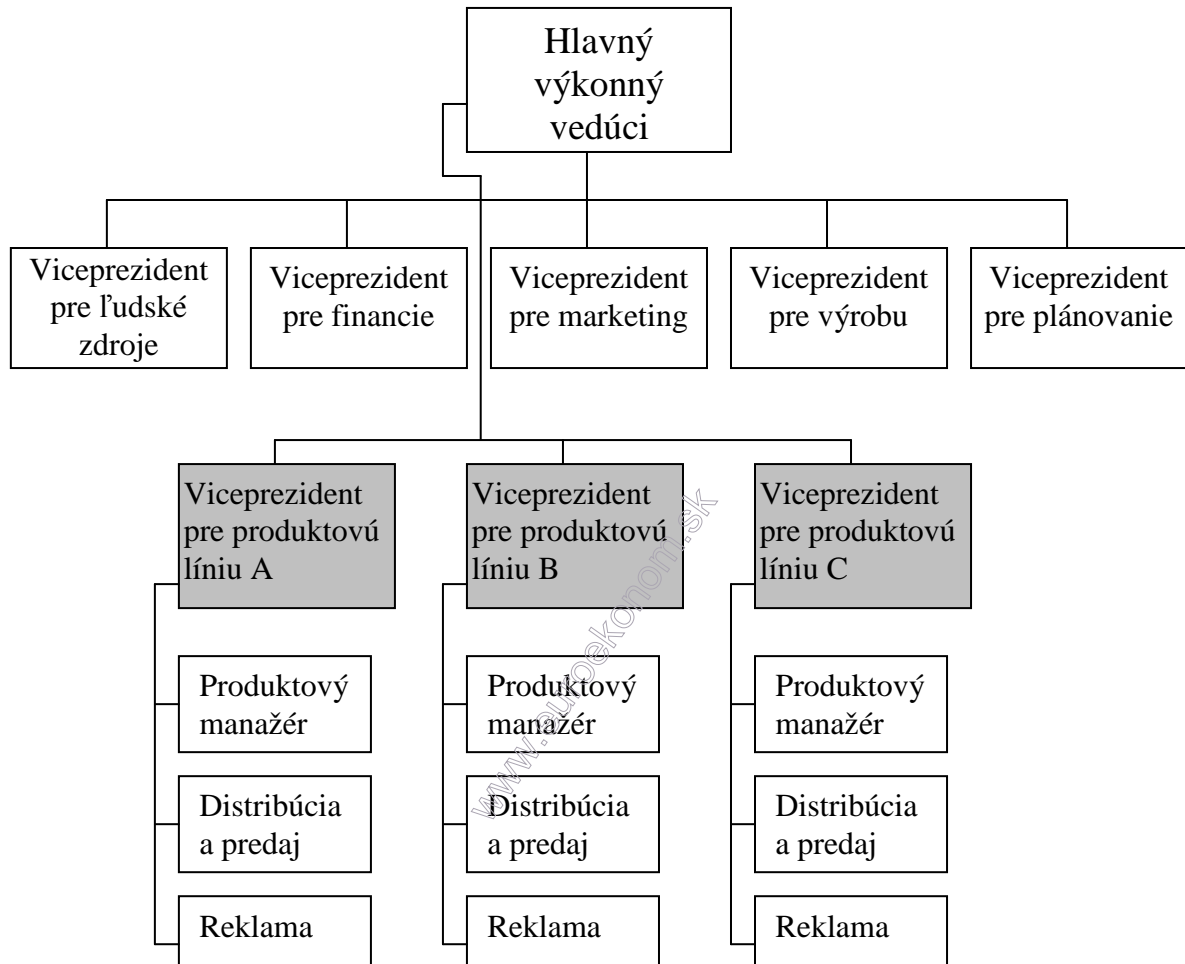 Hlavný
výkonný
vedúci
Viceprezident
pre ľudské
zdroje
Viceprezident
pre financie
Viceprezident
pre marketing
Viceprezident
pre výrobu
Viceprezident
pre plánovanie
Viceprezident
pre produktovú
líniu A
Viceprezident
pre produktovú
líniu B
Viceprezident
pre produktovú
líniu C
Produktový
manažér
Produktový
manažér
Produktový
manažér
Distribúcia
a predaj
Distribúcia
a predaj
Distribúcia
a predaj
Reklama
Reklama
Reklama
www.euroekonom.sk